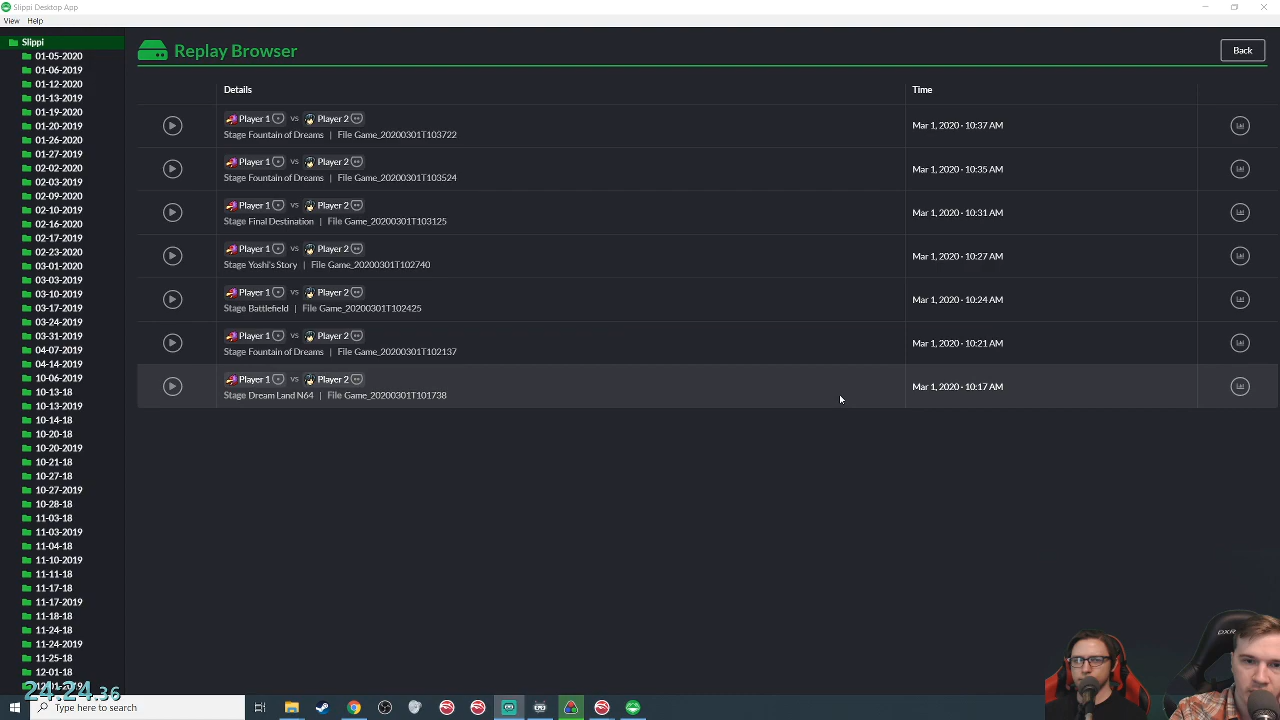 Slippi Desktop App
View Help
Slippi
01-05-2020
01-06-2019
01-12-2020
01-13-2019
01-19-2020
01-20-2019
01-26-2020
01-27-2019
02-02-2020
02-03-2019
02-09-2020
02-10-2019
02-16-2020
02-17-2019
02-23-2020
03-01-2020
03-03-2019
03-10-2019
03-17-2019
03-24-2019
03-31-2019
04-07-2019
04-14-2019
10-06-2019
10-13-18
10-13-2019
10-14-18
10-20-18
10-20-2019
10-21-18
10-27-18
10-27-2019
10-28-18
11-03-18
11-03-2019
11-04-18
11-10-2019
11-11-18
11-17-18
11-17-2019
11-18-18
11-24-18
11-24-2019
11-25-18
12-01-18
24:24.36
Replay Browser
Back
Details Time
Player 1 vs Player 2
Stage Fountain of Dreams | File Game_20200301T103722
Mar 1, 2020 · 10:37 AM
Player 1 vs Player 2
Stage Fountain of Dreams | File Game_20200301T103524
Mar 1, 2020 · 10:35 AM
Player 1 vs Player 2
Stage Final Destination | File Game_20200301T103125
Mar 1, 2020 · 10:31 AM
Player 1 vs Player 2
Stage Yoshi's Story | File Game_20200301T102740
Mar 1, 2020 · 10:27 AM
Player 1 vs Player 2
Stage Battlefield | File Game_20200301T102425
Mar 1, 2020 · 10:24 AM
Player 1 vs Player 2
Stage Fountain of Dreams | File Game_20200301T102137
Mar 1, 2020 · 10:21 AM
Player 1 vs Player 2
Stage Dream Land N64 | File Game_20200301T101738
Mar 1, 2020 · 10:17 AM
DXR
Type here to search